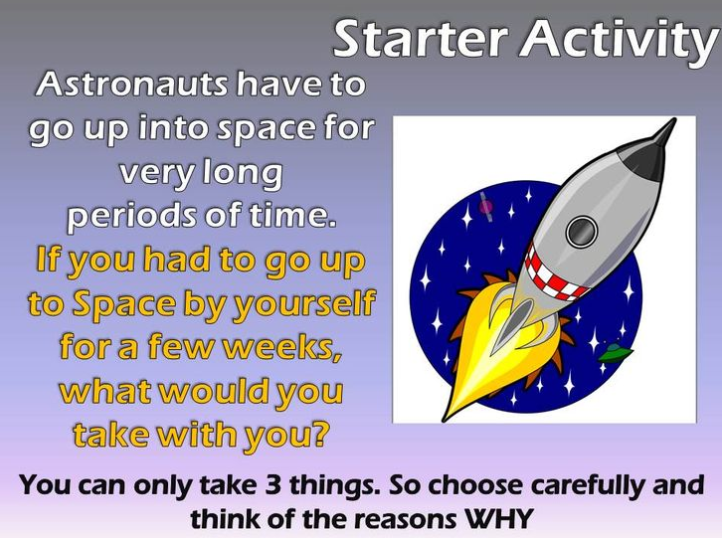 Starter Activity
Astronauts have to
go up into space for
very long
periods of time.
If you had to go up
to Space by yourself
for a few weeks,
what would you
take with you?
You can only take 3 things. So choose carefully and
think of the reasons WHY